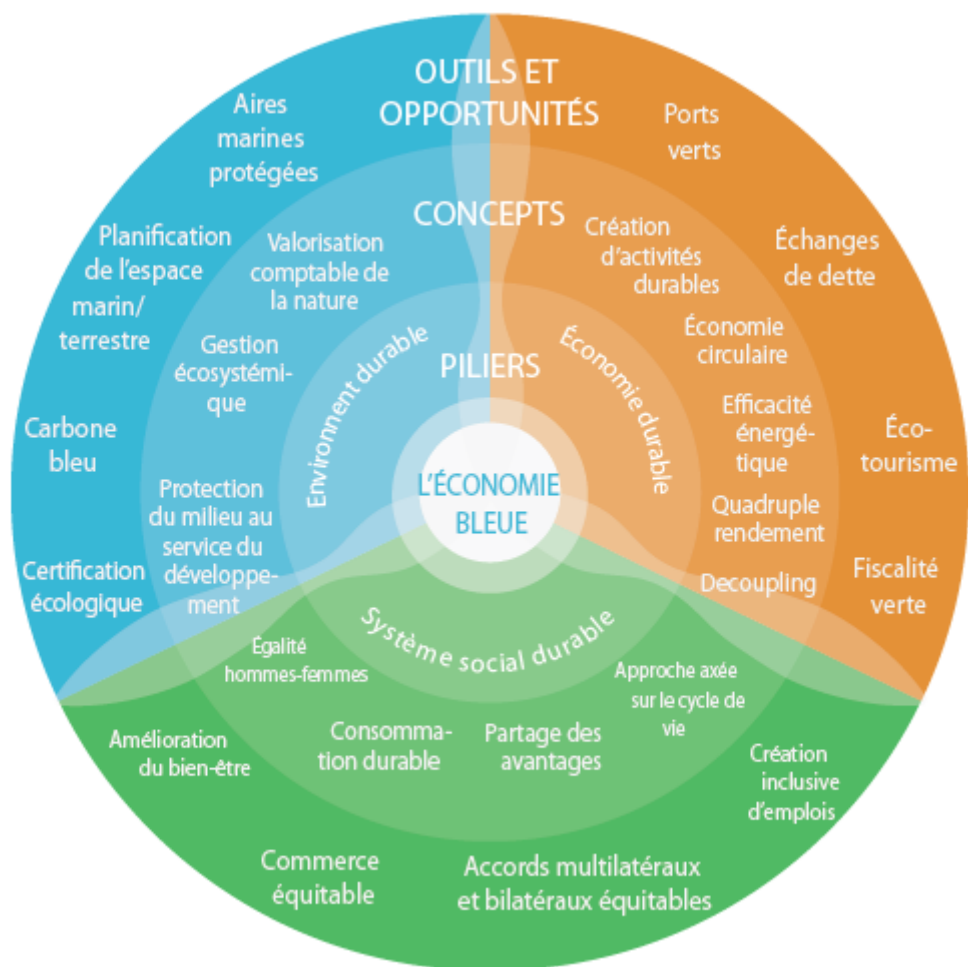 OUTILS ET
OPPORTUNITÉS
CONCEPTS
PILIERS
L'ÉCONOMIE
BLEUE
Aires
marines
protégées
Planification
de l'espace
marin/
terrestre
Carbone
bleu
Certification
écologique
Valorisation
comptable de
la nature
Gestion
écosystémi-
que
Protection
du milieu au
service du
développe-
ment
Environnent durable
Ports
verts
Échanges
de dette
Éco-
tourisme
Fiscalité
verte
Création
d'activités
durables
Économie
circulaire
Efficacité
énergé-
tique
Quadruple
rendement
Decoupling
Économie durable
Système social durable
Égalité
hommes-femmes
Consomma-
tion durable
Partage des
avantages
Approche axée
sur le cycle de
vie
Amélioration
du bien-être
Commerce
équitable
Accords multilatéraux
et bilatéraux équitables
Création
inclusive
d'emplois